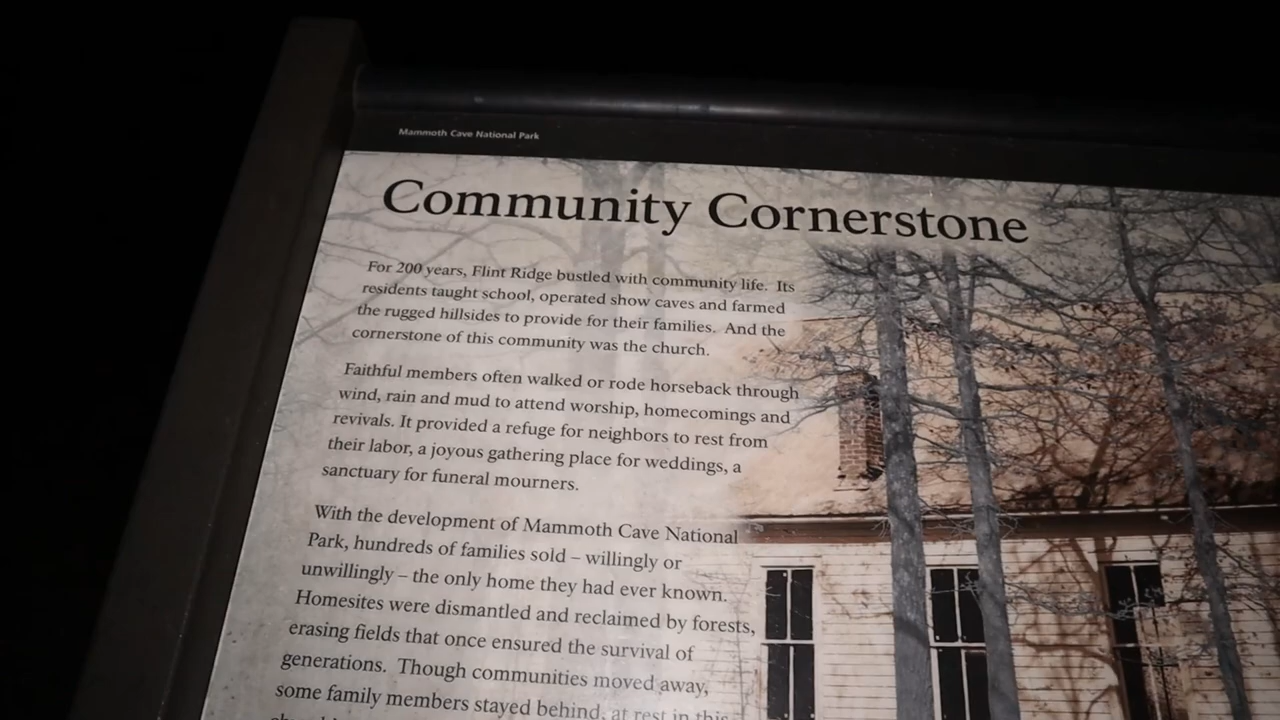 Mammoth Cave National Park
Community Cornerstone
For 200 years, Flint Ridge bustled with community life. Its
residents taught school, operated show caves and farmed
the rugged hillsides to provide for their families. And the
cornerstone of this community was the church.
Faithful members often walked or rode horseback through
wind, rain and mud to attend worship, homecomings and
revivals. It provided a refuge for neighbors to rest from
their labor, a joyous gathering place for weddings, a
sanctuary for funeral mourners.
With the development of Mammoth Cave National
Park, hundreds of families sold – willingly or
unwillingly – the only home they had ever known.
Homesites were dismantled and reclaimed by forests,
erasing fields that once ensured the survival of
generations. Though communities moved away,
some family members stayed behind, at rest in this